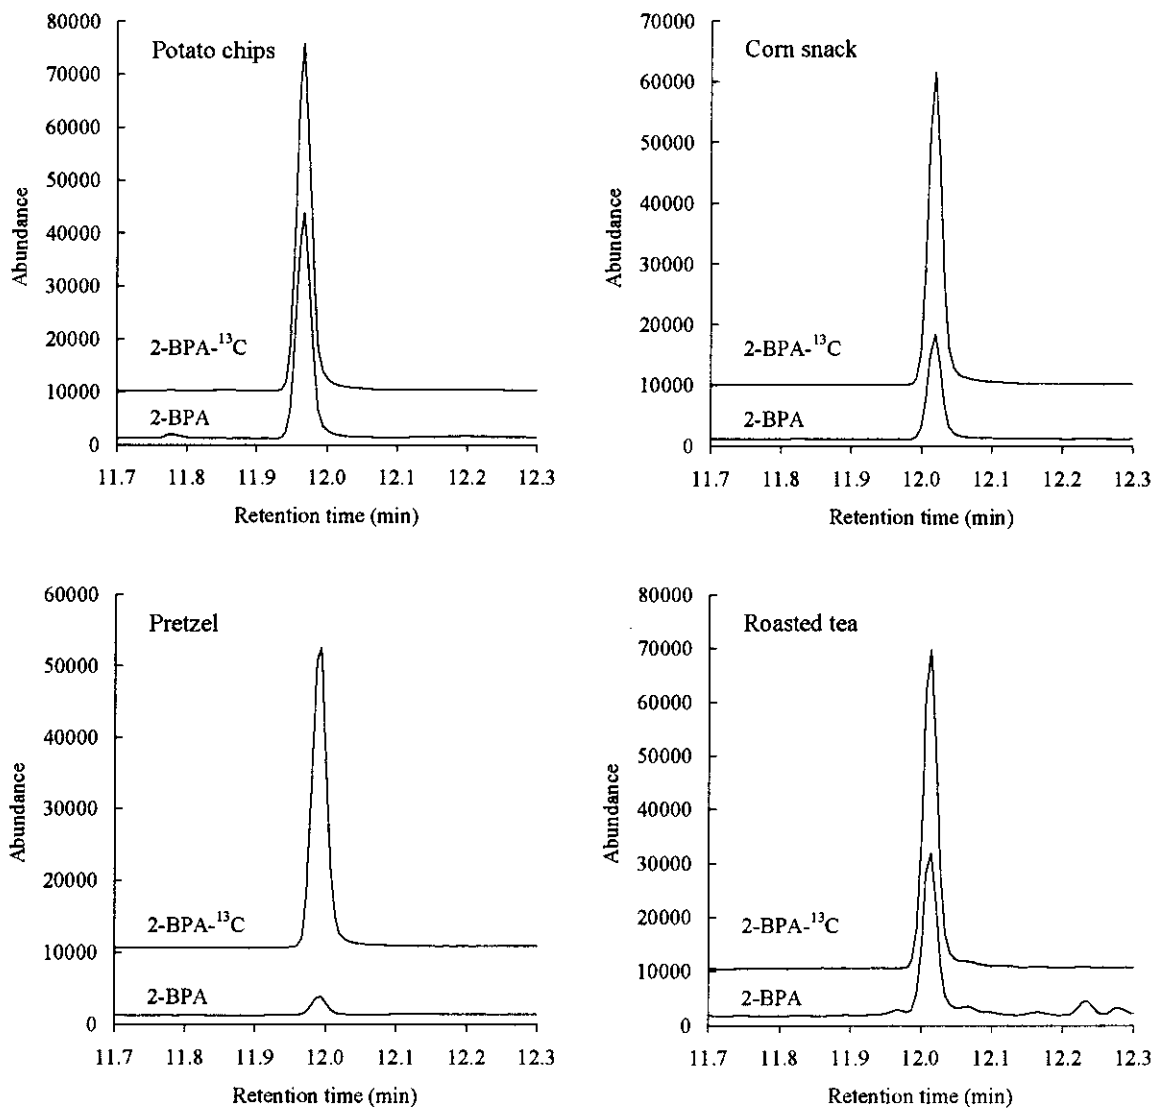 80000
70000
60000
50000
40000
30000
20000
10000
0
Abundance
Potato chips
2-BPA-¹³C
2-BPA
11.7 11.8 11.9 12.0 12.1 12.2 12.3
Retention time (min)
70000
60000
50000
40000
30000
20000
10000
0
Abundance
Corn snack
2-BPA-¹³C
2-BPA
11.7 11.8 11.9 12.0 12.1 12.2 12.3
Retention time (min)
60000
50000
40000
30000
20000
10000
0
Abundance
Pretzel
2-BPA-¹³C
2-BPA
11.7 11.8 11.9 12.0 12.1 12.2 12.3
Retention time (min)
80000
70000
60000
50000
40000
30000
20000
10000
0
Abundance
Roasted tea
2-BPA-¹³C
2-BPA
11.7 11.8 11.9 12.0 12.1 12.2 12.3
Retention time (min)